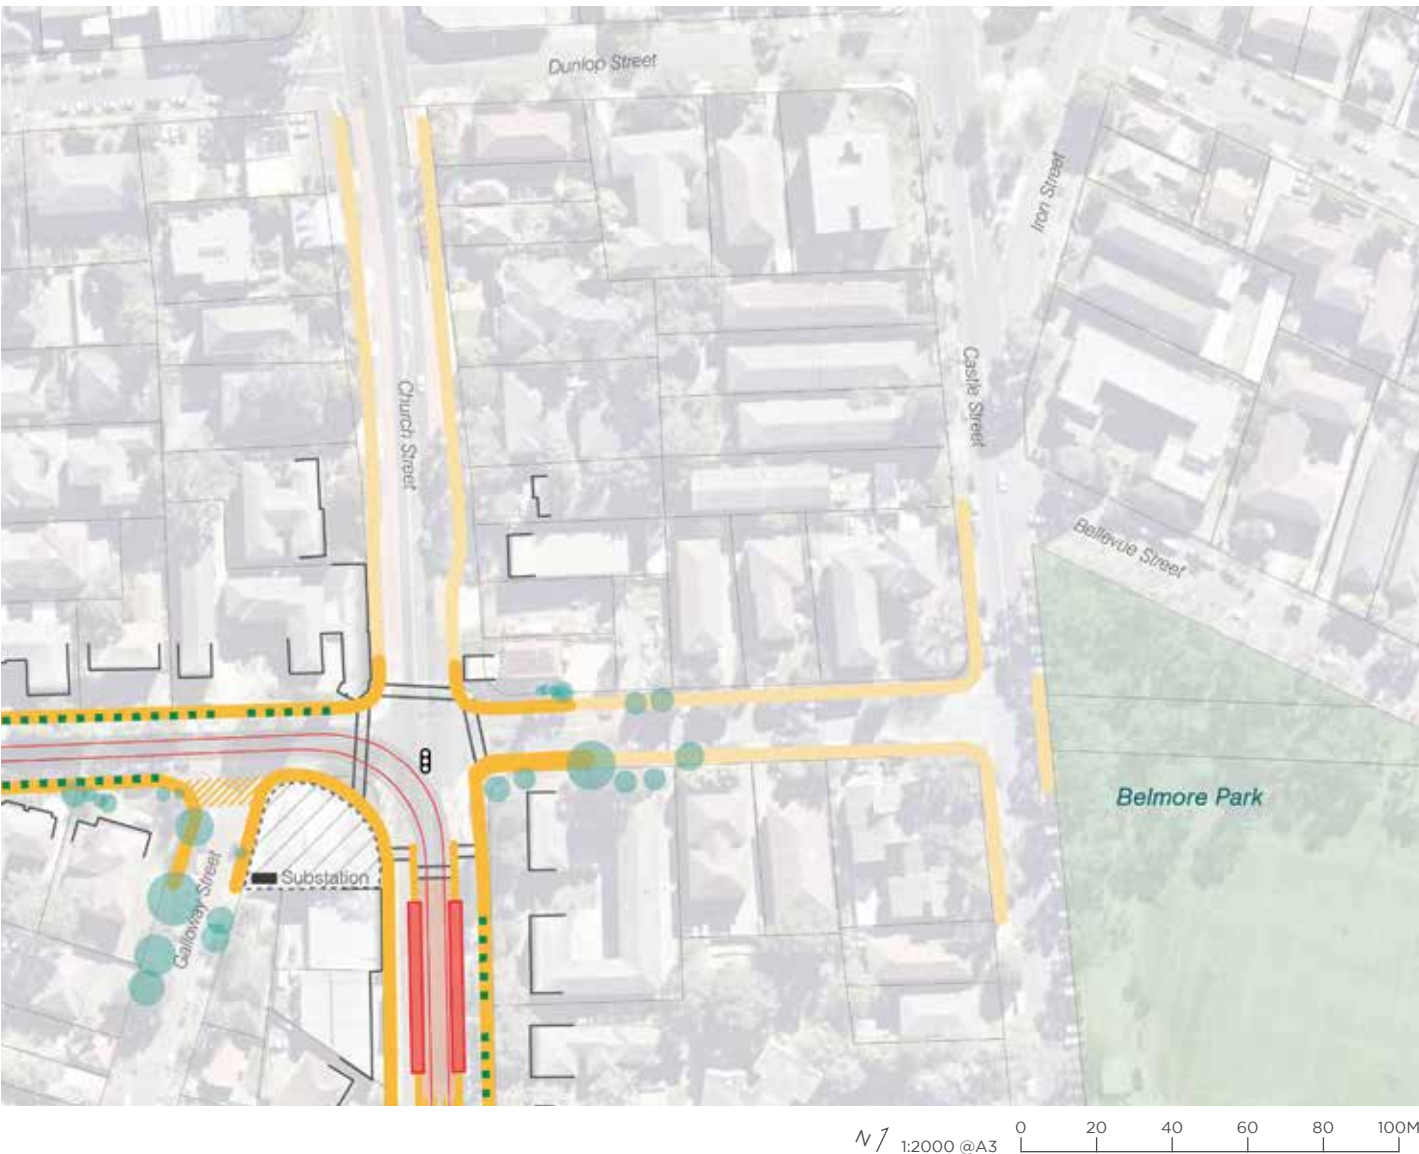 Dunlop Street
Iron Street
Castle Street
Church Street
Bellevue Street
Belmore Park
Substation
Galloway Street
N
1:2000 @A3
0 20 40 60 80 100M